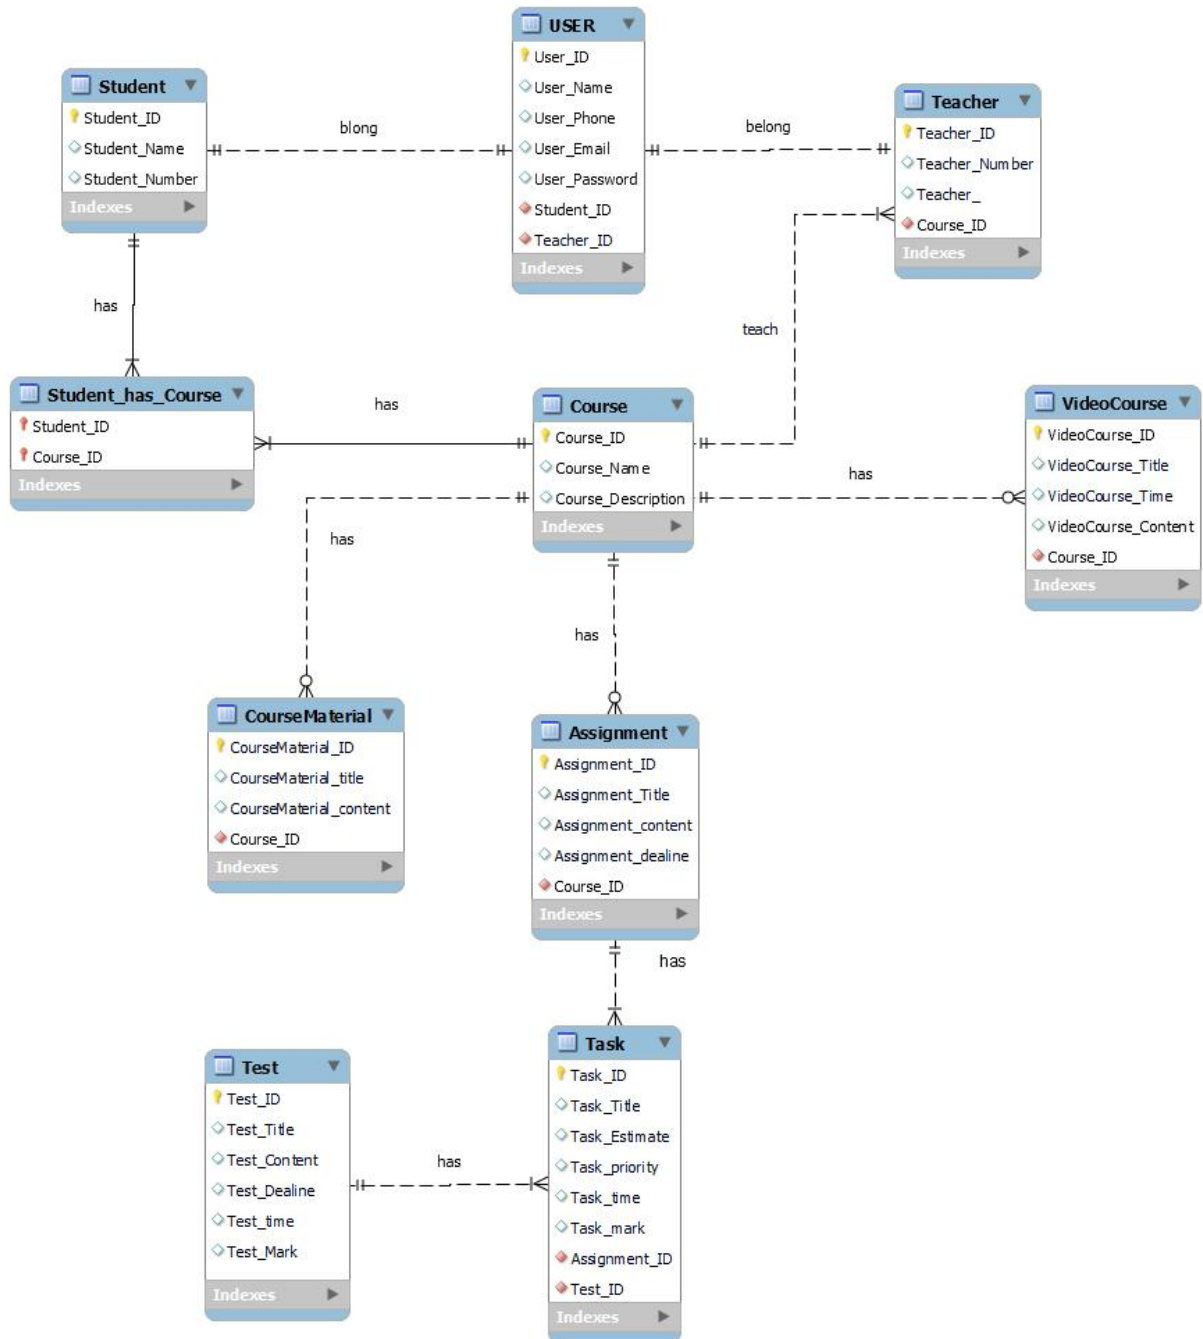 USER
User_ID
User_Name
User_Phone
User_Email
User_Password
Student_ID
Teacher_ID
Indexes
Student
Student_ID
Student_Name
Student_Number
Indexes
blong
belong
Teacher
Teacher_ID
Teacher_Number
Teacher_
Course_ID
Indexes
has
teach
Student_has_Course
Student_ID
Course_ID
Indexes
has
Course
Course_ID
Course_Name
Course_Description
Indexes
has
VideoCourse
VideoCourse_ID
VideoCourse_Title
VideoCourse_Time
VideoCourse_Content
Course_ID
Indexes
has
has
CourseMaterial
CourseMaterial_ID
CourseMaterial_title
CourseMaterial_content
Course_ID
Indexes
Assignment
Assignment_ID
Assignment_Title
Assignment_content
Assignment_dealine
Course_ID
Indexes
has
Test
Test_ID
Test_Title
Test_Content
Test_Dealine
Test_time
Test_Mark
Indexes
has
Task
Task_ID
Task_Title
Task_Estimate
Task_priority
Task_time
Task_mark
Assignment_ID
Test_ID
Indexes